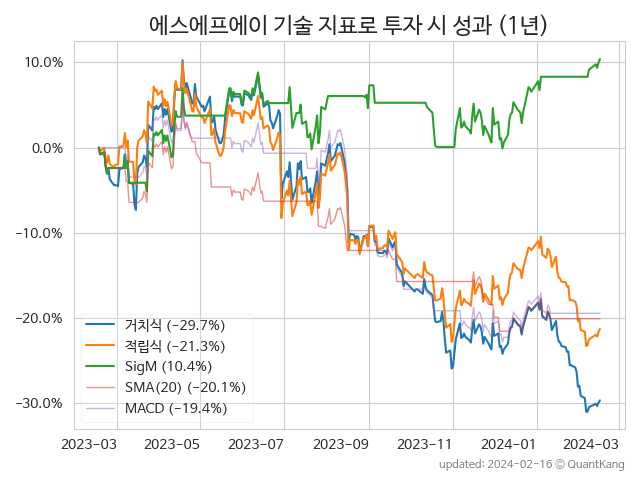 에스에프에이 기술 지표로 투자 시 성과 (1년)
10.0%
0.0%
−10.0%
−20.0%
−30.0%
거치식 (−29.7%)
적립식 (−21.3%)
SigM (10.4%)
SMA(20) (−20.1%)
MACD (−19.4%)
2023-03 2023-05 2023-07 2023-09 2023-11 2024-01 2024-03
updated: 2024-02-16 © QuantKang